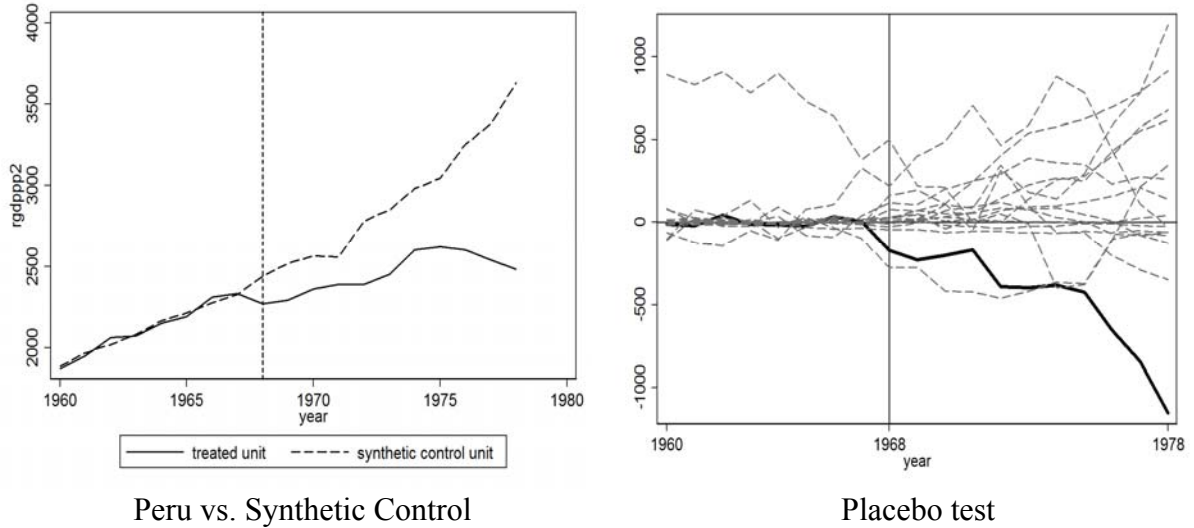 4000
3500
3000
2500
2000
rgdppp2
1960 1965 1970 1975 1980
year
treated unit synthetic control unit
Peru vs. Synthetic Control
1000
500
0
-500
-1000
1960 1968 1978
year
Placebo test